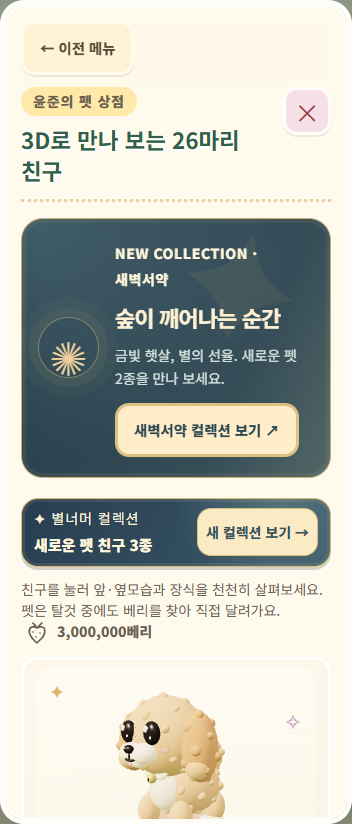 ← 이전 메뉴
윤준의 펫 상점
3D로 만나 보는 26마리
친구
NEW COLLECTION ·
새벽서약
숲이 깨어나는 순간
금빛 햇살, 별의 선율. 새로운 펫
2종을 만나 보세요.
새벽서약 컬렉션 보기 ↗
✦ 별너머 컬렉션
새로운 펫 친구 3종
새 컬렉션 보기 →
친구를 눌러 앞·옆모습과 장식을 천천히 살펴보세요.
펫은 탈것 중에도 베리를 찾아 직접 달려가요.
3,000,000베리